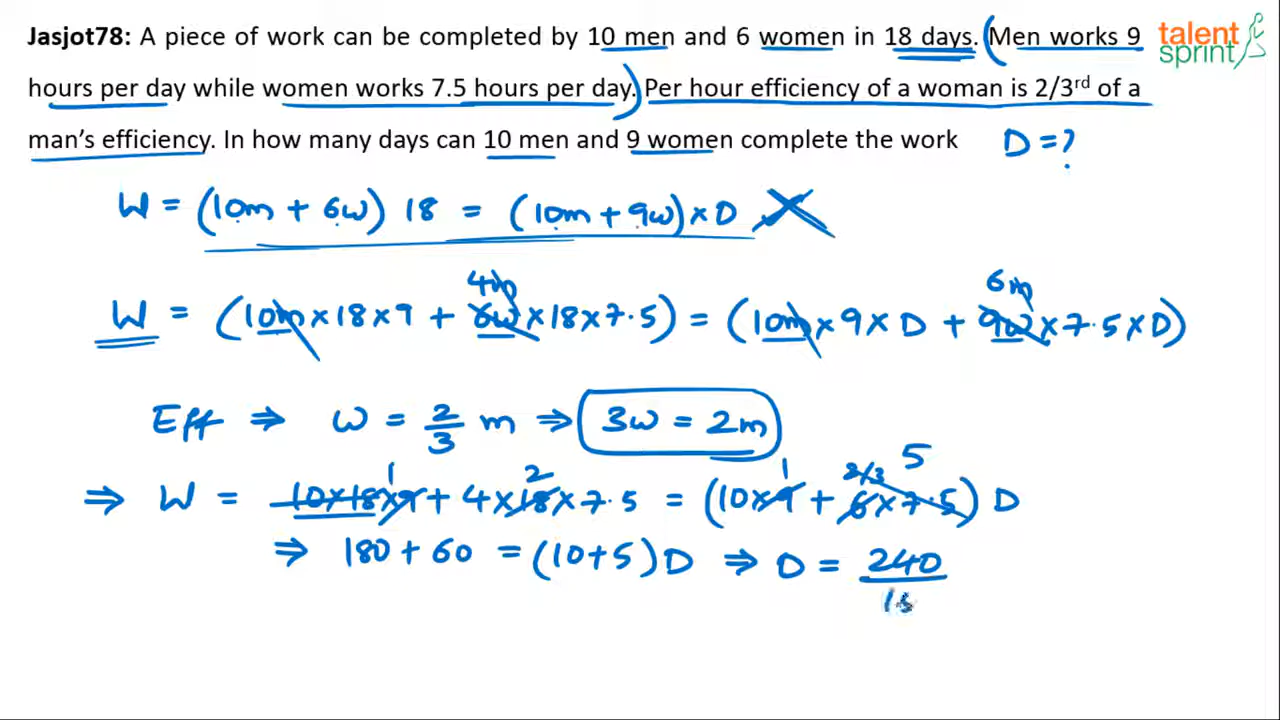 Jasjot78: A piece of work can be completed by 10 men and 6 women in 18 days. Men works 9
talent
sprint
hours per day while women works 7.5 hours per day. Per hour efficiency of a woman is 2/3rd of a
man's efficiency. In how many days can 10 men and 9 women complete the work D = ?
W = (10m + 6w) 18 = (10m + 9w) × D
4m 6m
W = (10m × 18 × 9 + 6w × 18 × 7.5) = (10m × 9 × D + 9w × 7.5 × D)
Eff ⇒ W = 2/3 m ⇒ 3w = 2m
1 2 1 2/3 5
⇒ W = 10×18×9 + 4×18×7.5 = (10×9 + 6×7.5) D
⇒ 180 + 60 = (10+5) D ⇒ D = 240
15